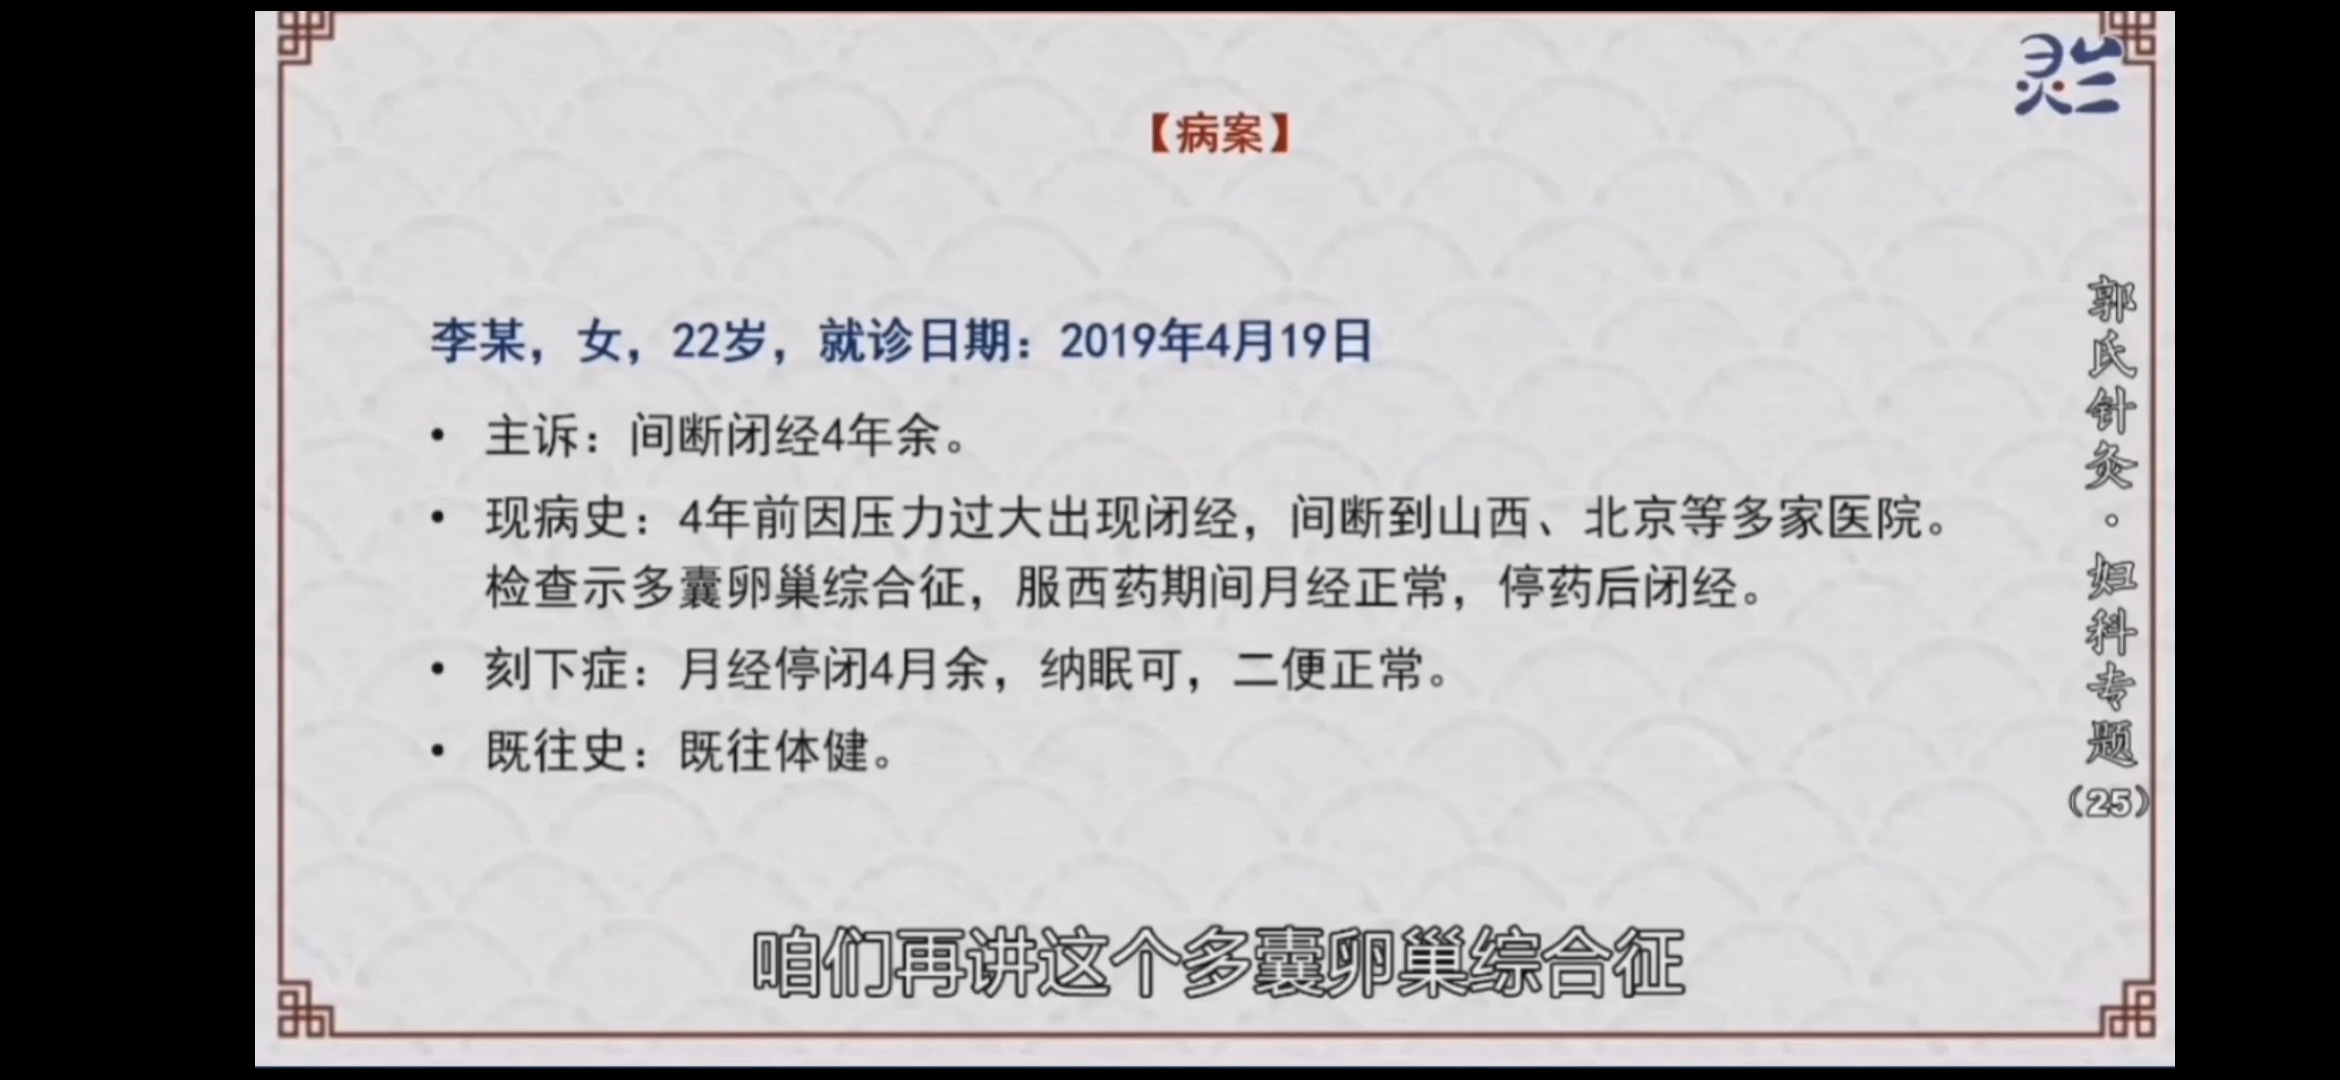 灵兰
【病案】
李某，女，22岁，就诊日期：2019年4月19日
• 主诉：间断闭经4年余。
• 现病史：4年前因压力过大出现闭经，间断到山西、北京等多家医院。
检查示多囊卵巢综合征，服西药期间月经正常，停药后闭经。
• 刻下症：月经停闭4月余，纳眠可，二便正常。
• 既往史：既往体健。
郭氏针灸·妇科专题（25）
咱们再讲这个多囊卵巢综合征